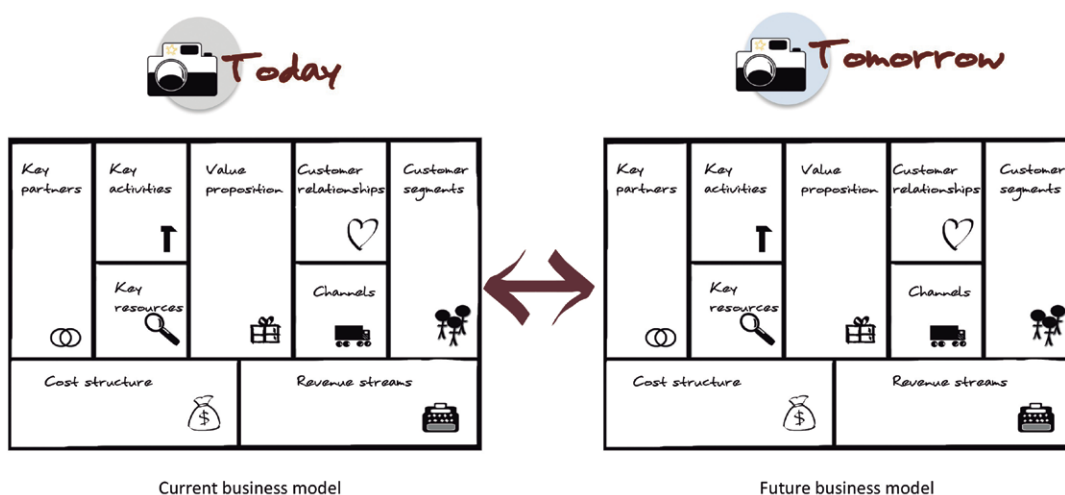 Today
Key
partners
Key
activities
Value
proposition
Customer
relationships
Customer
segments
Key
resources
Channels
Cost structure
$
Revenue streams
Current business model
Tomorrow
Key
partners
Key
activities
Value
proposition
Customer
relationships
Customer
segments
Key
resources
Channels
Cost structure
$
Revenue streams
Future business model